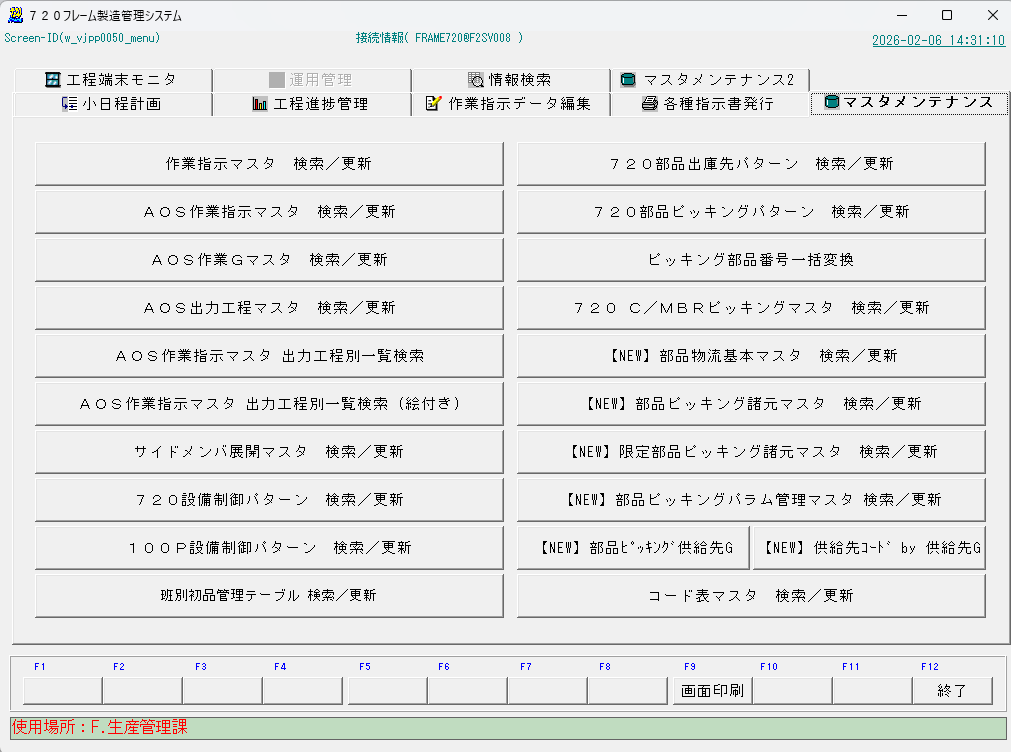 720フレーム製造管理システム
Screen-ID(w_vjpp0050_menu)
接続情報( FRAME720@F2SV008 )
2026-02-06 14:31:10
工程端末モニタ
運用管理
情報検索
マスタメンテナンス2
小日程計画
工程進捗管理
作業指示データ編集
各種指示書発行
マスタメンテナンス
作業指示マスタ　検索／更新
720部品出庫先パターン　検索／更新
AOS作業指示マスタ　検索／更新
720部品ピッキングパターン　検索／更新
AOS作業Gマスタ　検索／更新
ピッキング部品番号一括変換
AOS出力工程マスタ　検索／更新
720 C／MBRピッキングマスタ　検索／更新
AOS作業指示マスタ 出力工程別一覧検索
【NEW】部品物流基本マスタ　検索／更新
AOS作業指示マスタ 出力工程別一覧検索（絵付き）
【NEW】部品ピッキング諸元マスタ　検索／更新
サイドメンバ展開マスタ　検索／更新
【NEW】限定部品ピッキング諸元マスタ　検索／更新
720設備制御パターン　検索／更新
【NEW】部品ピッキングパラム管理マスタ 検索／更新
100P設備制御パターン　検索／更新
【NEW】部品ﾋﾟｯｷﾝｸﾞ供給先G
【NEW】供給先ｺｰﾄﾞ by 供給先G
班別初品管理テーブル 検索／更新
コード表マスタ　検索／更新
F1
F2
F3
F4
F5
F6
F7
F8
F9
F10
F11
F12
画面印刷
終了
使用場所：F.生産管理課